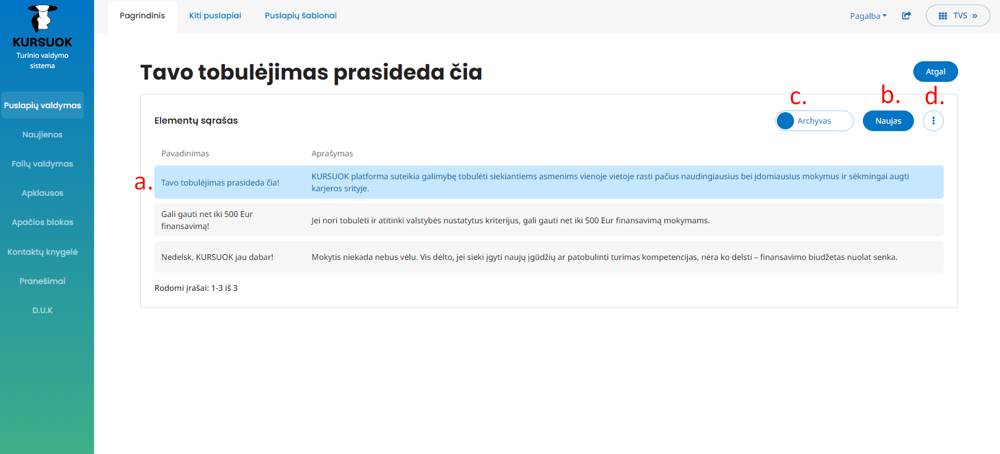 KURSUOK
Turinio valdymo
sistema
Puslapių valdymas
Naujienos
Failų valdymas
Apklausos
Apačios blokas
Kontaktų knygelė
Pranešimai
D.U.K
Pagrindinis
Kiti puslapiai
Puslapių šablonai
Pagalba
TVS »
Tavo tobulėjimas prasideda čia
Atgal
c.
b.
d.
Elementų sąrašas
Archyvas
Naujas
Pavadinimas
Aprašymas
a.
Tavo tobulėjimas prasideda čia!
KURSUOK platforma suteikia galimybę tobulėti siekiantiems asmenims vienoje vietoje rasti pačius naudingiausius bei įdomiausius mokymus ir sėkmingai augti
karjeros srityje.
Gali gauti net iki 500 Eur
finansavimą!
Jei nori tobulėti ir atitinki valstybės nustatytus kriterijus, gali gauti net iki 500 Eur finansavimą mokymams.
Nedelsk, KURSUOK jau dabar!
Mokytis niekada nebus vėlu. Vis dėlto, jei sieki įgyti naujų įgūdžių ar patobulinti turimas kompetencijas, nėra ko delsti – finansavimo biudžetas nuolat senka.
Rodomi įrašai: 1-3 iš 3